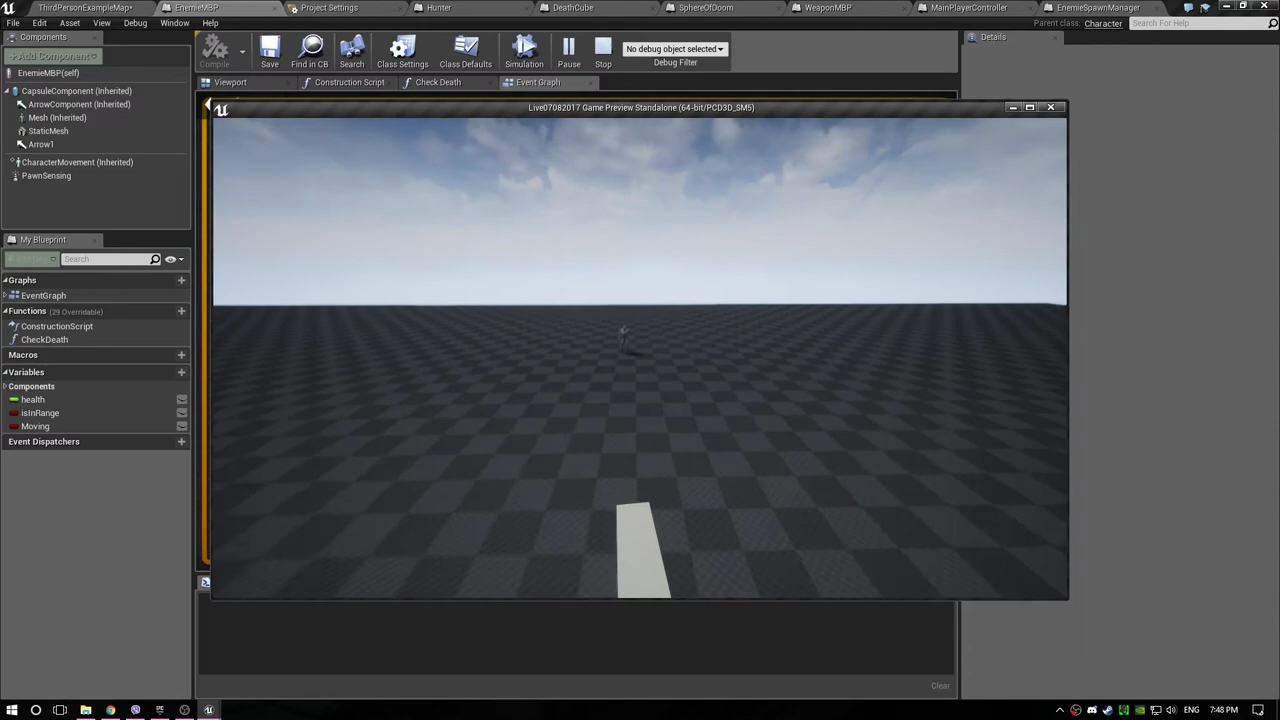 ThirdPersonExampleMap*
EnemieMBP
Project Settings
Hunter
DeathCube
SphereOfDoom
WeaponMBP
MainPlayerController
EnemieSpawnManager
File
Edit
Asset
View
Debug
Window
Help
Parent class: Character
Search For Help
Components
+ Add Component
EnemieMBP(self)
CapsuleComponent (Inherited)
ArrowComponent (Inherited)
Mesh (Inherited)
StaticMesh
Arrow1
CharacterMovement (Inherited)
PawnSensing
My Blueprint
Search
Graphs
EventGraph
Functions (29 Overridable)
ConstructionScript
CheckDeath
Macros
Variables
Components
health
isInRange
Moving
Event Dispatchers
Compile
Save
Find in CB
Search
Class Settings
Class Defaults
Simulation
Pause
Stop
No debug object selected
Debug Filter
Viewport
Construction Script
Check Death
Event Graph
Live07082017 Game Preview Standalone (64-bit/PCD3D_SM5)
Clear
Details
ENG
7:48 PM